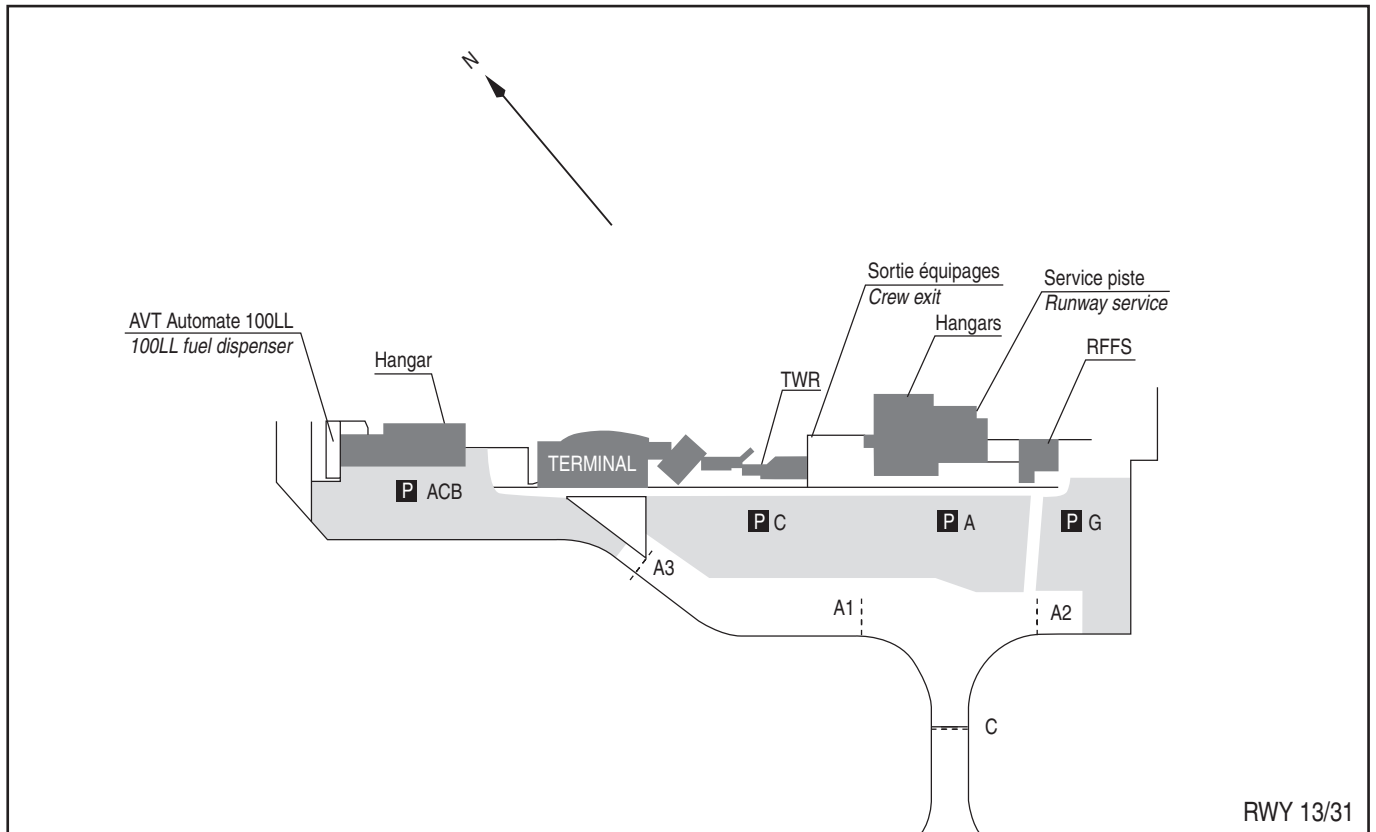 N
Sortie équipages
Crew exit
Service piste
Runway service
Hangars
AVT Automate 100LL
100LL fuel dispenser
Hangar
RFFS
TWR
TERMINAL
P ACB
P C
P A
P G
A3
A1
A2
C
RWY 13/31